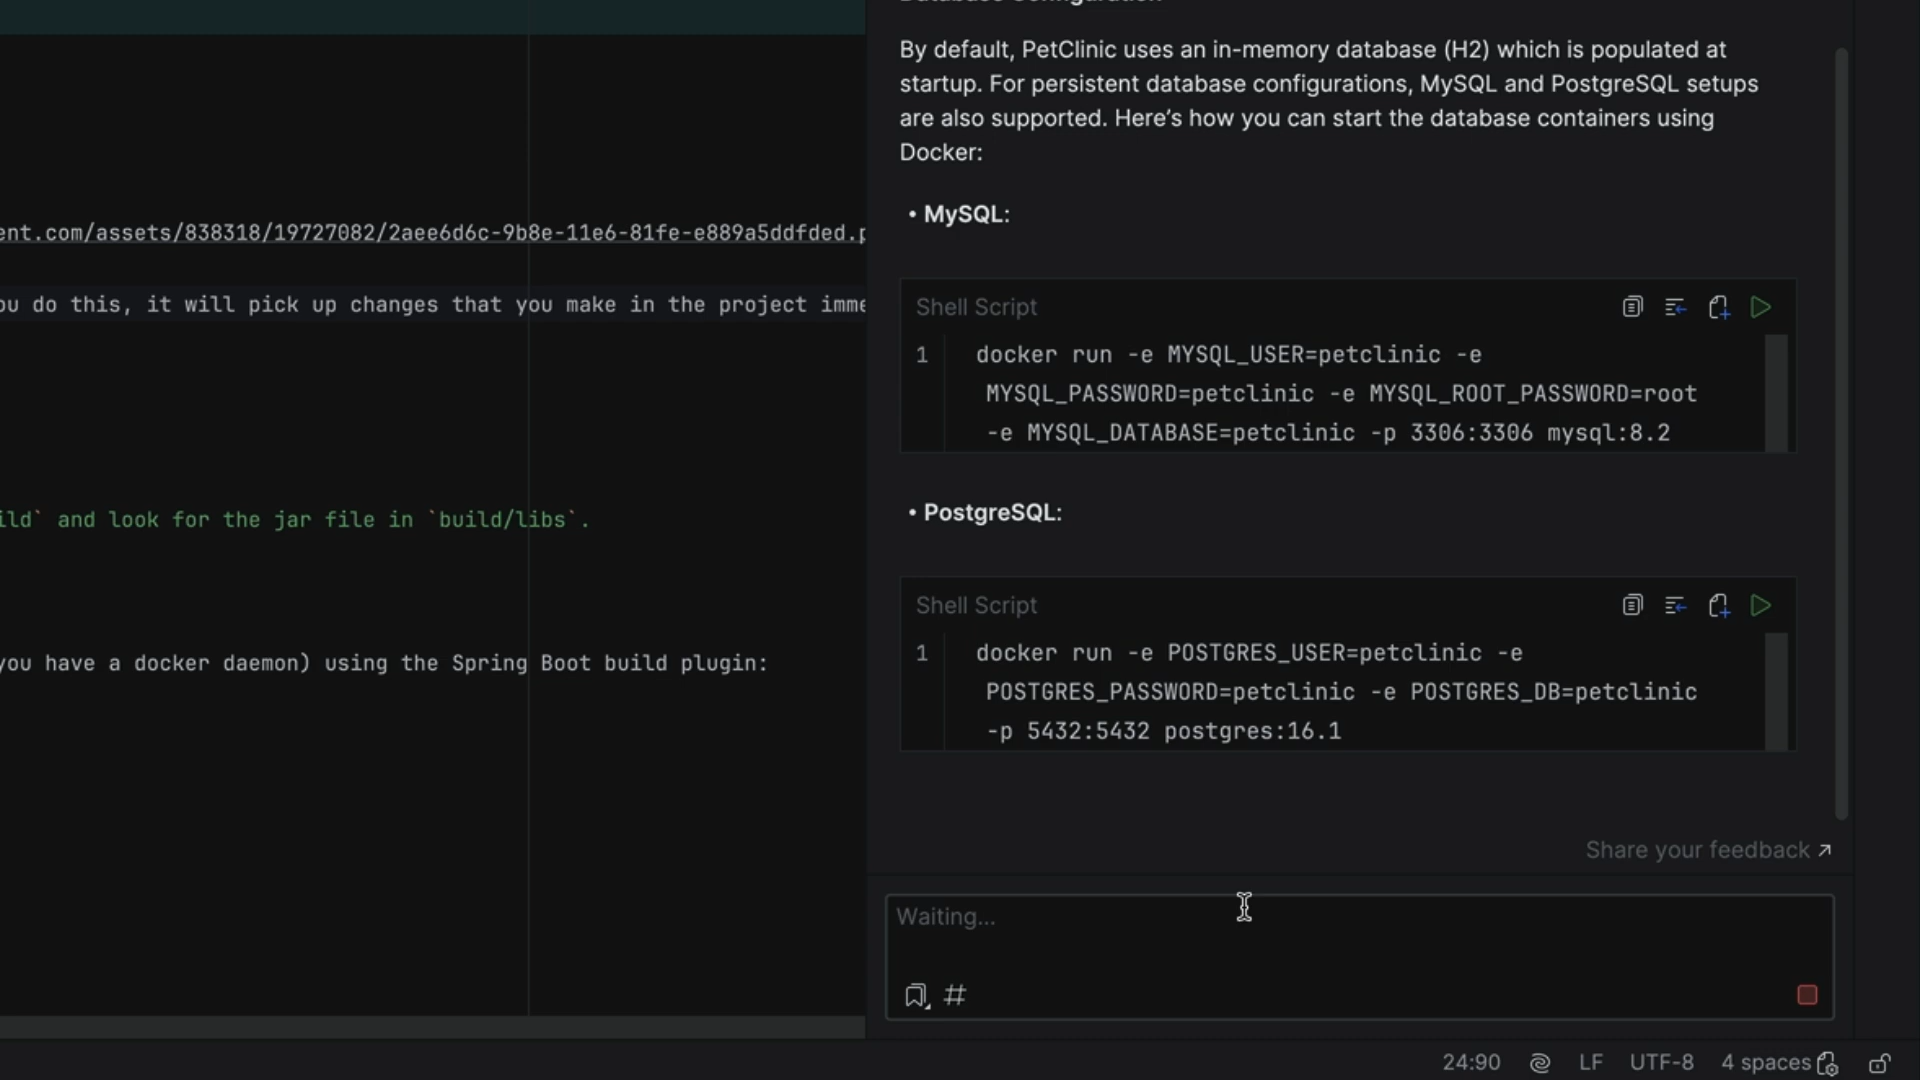 Database Configuration
By default, PetClinic uses an in-memory database (H2) which is populated at
startup. For persistent database configurations, MySQL and PostgreSQL setups
are also supported. Here’s how you can start the database containers using
Docker:
• MySQL:
Shell Script
1 docker run -e MYSQL_USER=petclinic -e
MYSQL_PASSWORD=petclinic -e MYSQL_ROOT_PASSWORD=root
-e MYSQL_DATABASE=petclinic -p 3306:3306 mysql:8.2
• PostgreSQL:
Shell Script
1 docker run -e POSTGRES_USER=petclinic -e
POSTGRES_PASSWORD=petclinic -e POSTGRES_DB=petclinic
-p 5432:5432 postgres:16.1
Share your feedback ↗
Waiting...
#
ent.com/assets/838318/19727082/2aee6d6c-9b8e-11e6-81fe-e889a5ddfded.p
ou do this, it will pick up changes that you make in the project imme
ild` and look for the jar file in `build/libs`.
you have a docker daemon) using the Spring Boot build plugin:
24:90 LF UTF-8 4 spaces